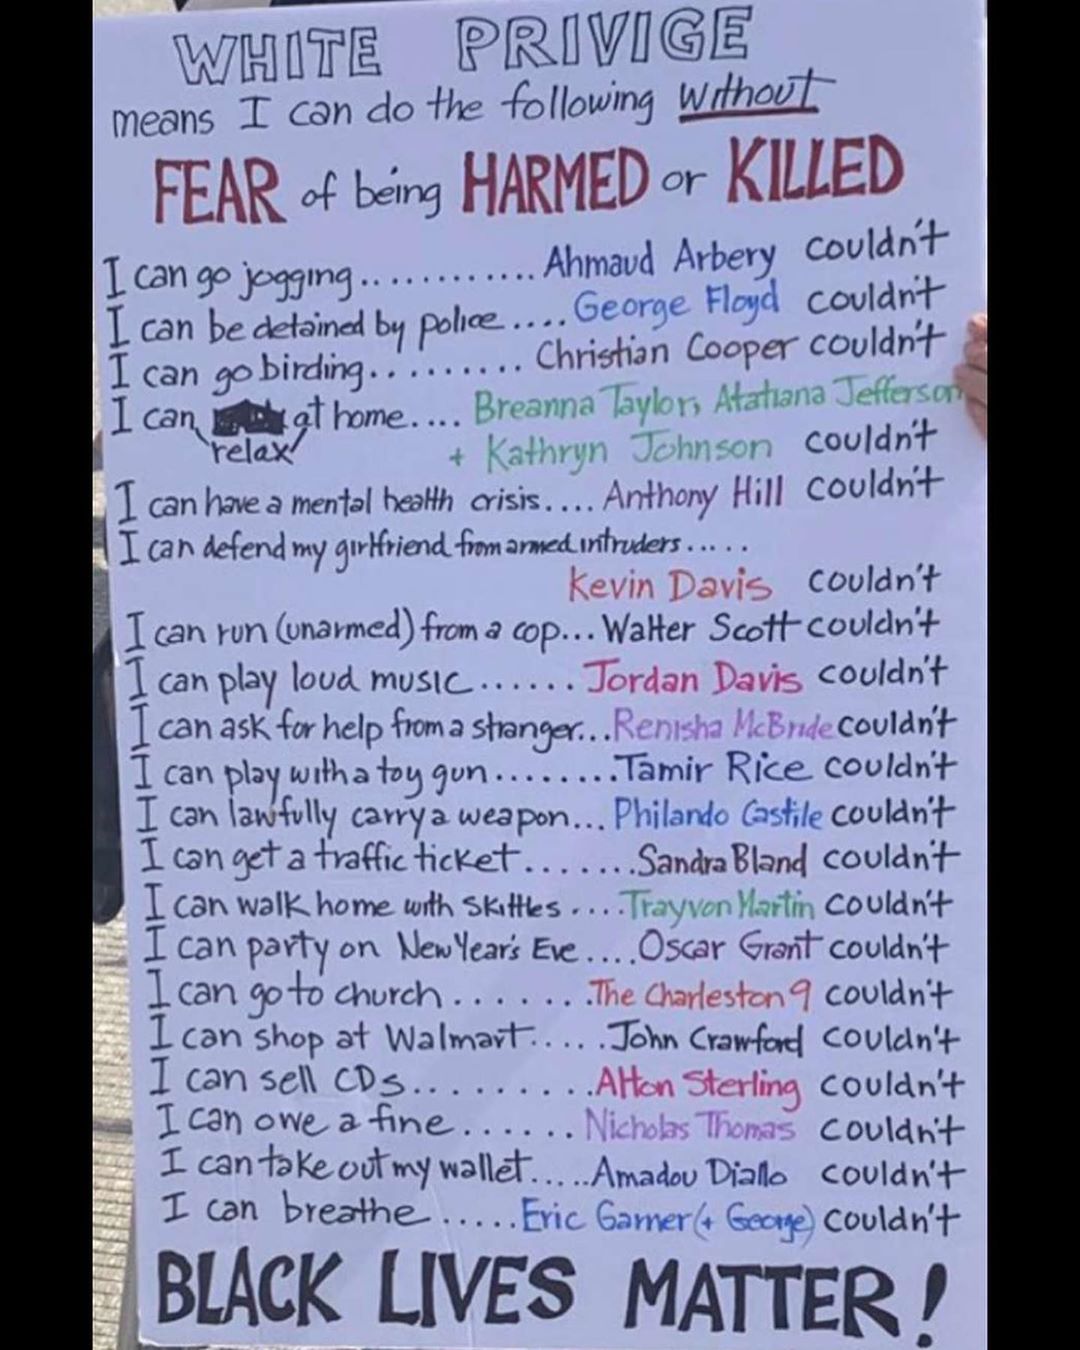 WHITE PRIVIGE
means I can do the following Without
FEAR of being HARMED or KILLED
I can go jogging............ Ahmaud Arbery couldn't
I can be detained by police.... George Floyd couldn't
I can go birding.......... Christian Cooper couldn't
I can at home.... Breanna Taylor, Atatiana Jefferson
relax + Kathryn Johnson couldn't
I can have a mental health crisis.... Anthony Hill couldn't
I can defend my girlfriend from armed intruders.....
Kevin Davis couldn't
I can run (unarmed) from a cop... Walter Scott couldn't
I can play loud music...... Jordan Davis couldn't
I can ask for help from a stranger... Renisha McBride couldn't
I can play with a toy gun........ Tamir Rice couldn't
I can lawfully carry a weapon... Philando Castile couldn't
I can get a traffic ticket....... Sandra Bland couldn't
I can walk home with Skittles.... Trayvon Martin couldn't
I can party on New Year's Eve.... Oscar Grant couldn't
I can go to church....... The Charleston 9 couldn't
I can shop at Walmart..... John Crawford couldn't
I can sell CDs.......... Alton Sterling couldn't
I can owe a fine...... Nicholas Thomas couldn't
I can take out my wallet..... Amadou Diallo couldn't
I can breathe..... Eric Garner (+ George) couldn't
BLACK LIVES MATTER!